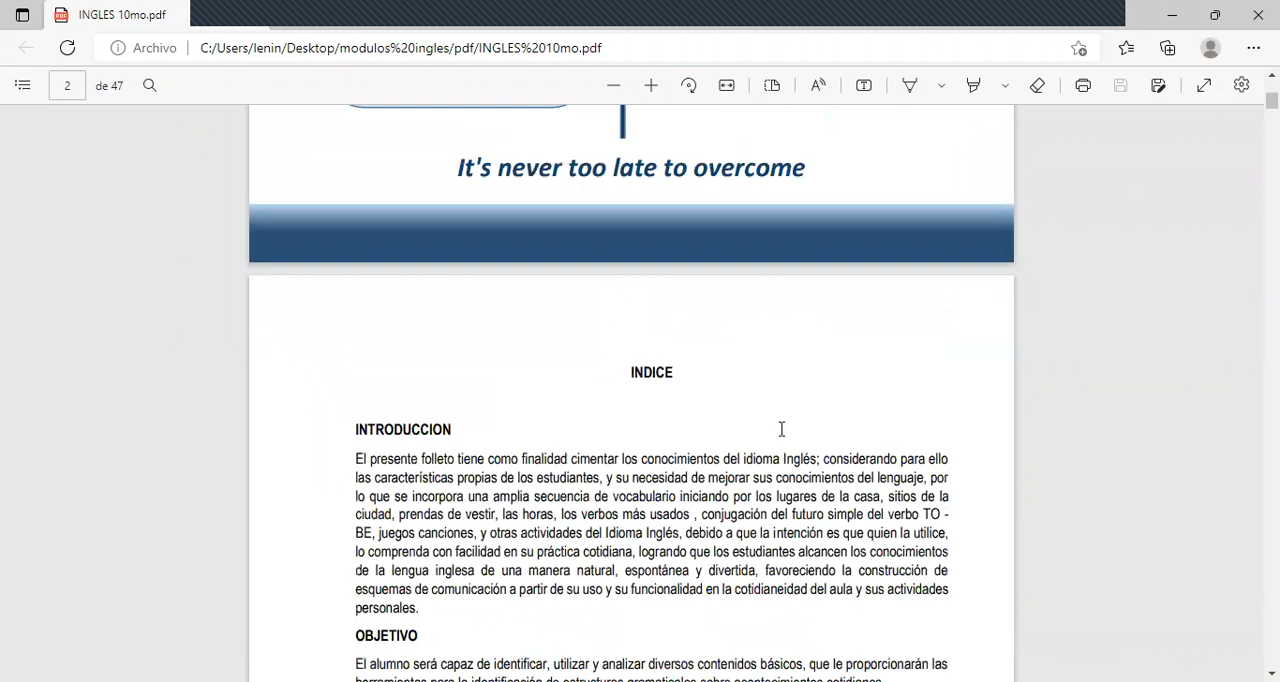 INGLES 10mo.pdf
Archivo C:/Users/lenin/Desktop/modulos%20ingles/pdf/INGLES%2010mo.pdf
2 de 47
It's never too late to overcome
INDICE
INTRODUCCION
El presente folleto tiene como finalidad cimentar los conocimientos del idioma Inglés; considerando para ello
las características propias de los estudiantes, y su necesidad de mejorar sus conocimientos del lenguaje, por
lo que se incorpora una amplia secuencia de vocabulario iniciando por los lugares de la casa, sitios de la
ciudad, prendas de vestir, las horas, los verbos más usados , conjugación del futuro simple del verbo TO -
BE, juegos canciones, y otras actividades del Idioma Inglés, debido a que la intención es que quien la utilice,
lo comprenda con facilidad en su práctica cotidiana, logrando que los estudiantes alcancen los conocimientos
de la lengua inglesa de una manera natural, espontánea y divertida, favoreciendo la construcción de
esquemas de comunicación a partir de su uso y su funcionalidad en la cotidianeidad del aula y sus actividades
personales.
OBJETIVO
El alumno será capaz de identificar, utilizar y analizar diversos contenidos básicos, que le proporcionarán las
herramientas para la identificación de estructuras gramaticales sobre acontecimientos cotidianos